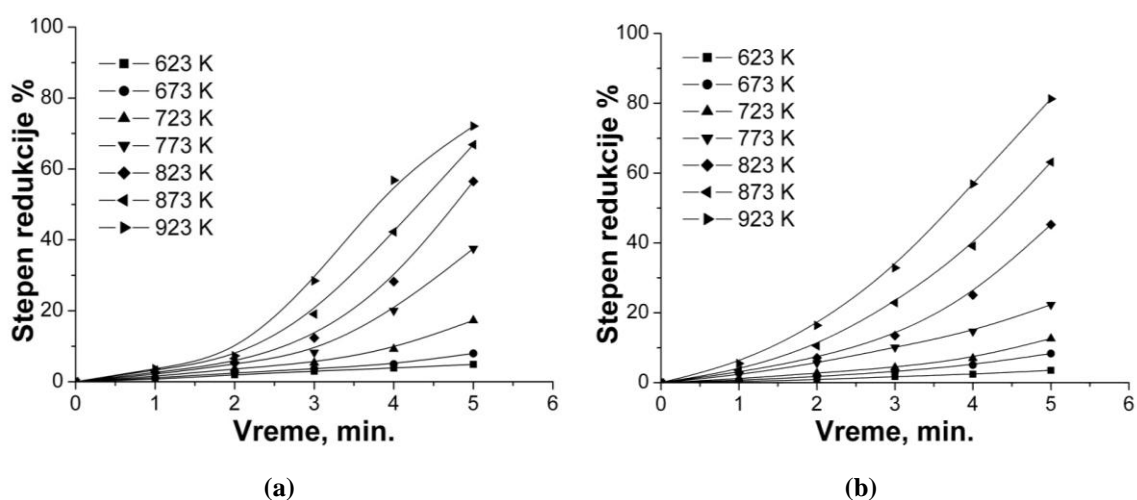 100
80
60
40
20
0
Stepen redukcije %
623 K
673 K
723 K
773 K
823 K
873 K
923 K
0 1 2 3 4 5 6
Vreme, min.
(a)
100
80
60
40
20
0
Stepen redukcije %
623 K
673 K
723 K
773 K
823 K
873 K
923 K
0 1 2 3 4 5 6
Vreme, min.
(b)